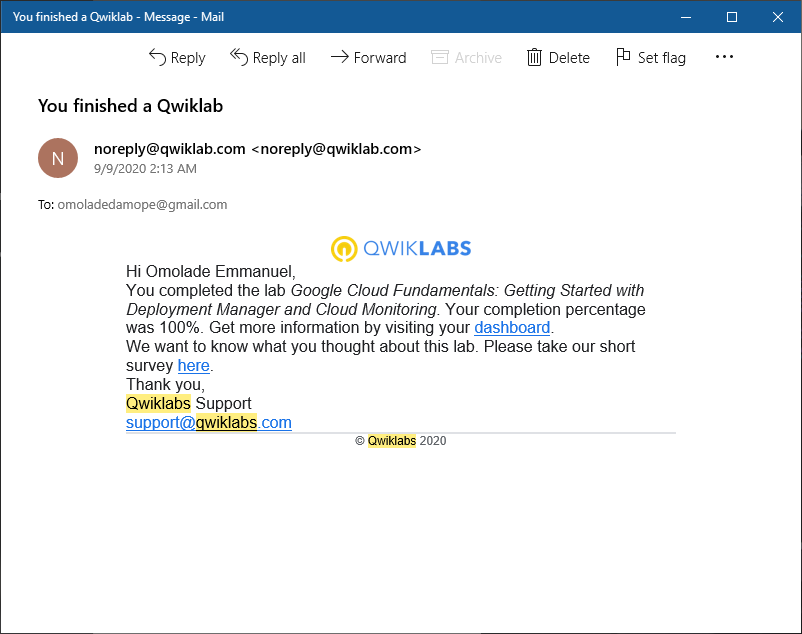 You finished a Qwiklab - Message - Mail
Reply Reply all Forward Archive Delete Set flag
You finished a Qwiklab
N
noreply@qwiklab.com <noreply@qwiklab.com>
9/9/2020 2:13 AM
To: omoladedamope@gmail.com
QWIKLABS
Hi Omolade Emmanuel,
You completed the lab Google Cloud Fundamentals: Getting Started with
Deployment Manager and Cloud Monitoring. Your completion percentage
was 100%. Get more information by visiting your dashboard.
We want to know what you thought about this lab. Please take our short
survey here.
Thank you,
Qwiklabs Support
support@qwiklabs.com
© Qwiklabs 2020